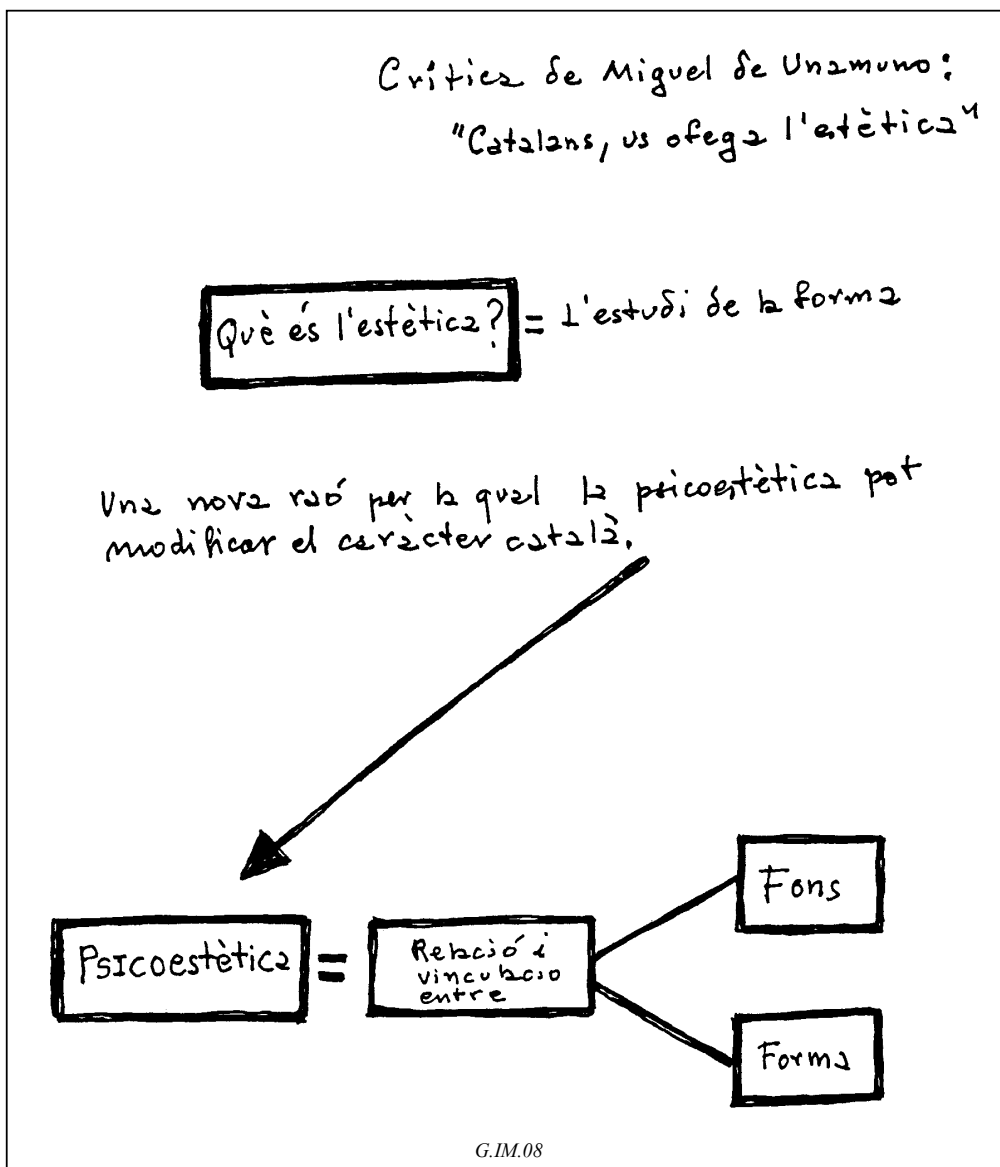 Crítica de Miguel de Unamuno:
"Catalans, us ofega l'estètica"
Què és l'estètica? = L'estudi de la forma
Una nova raó per la qual la psicoestètica pot
modificar el caràcter català.
Psicoestètica = Relació i
vinculacio
entre
Fons
Forma
G.IM.08